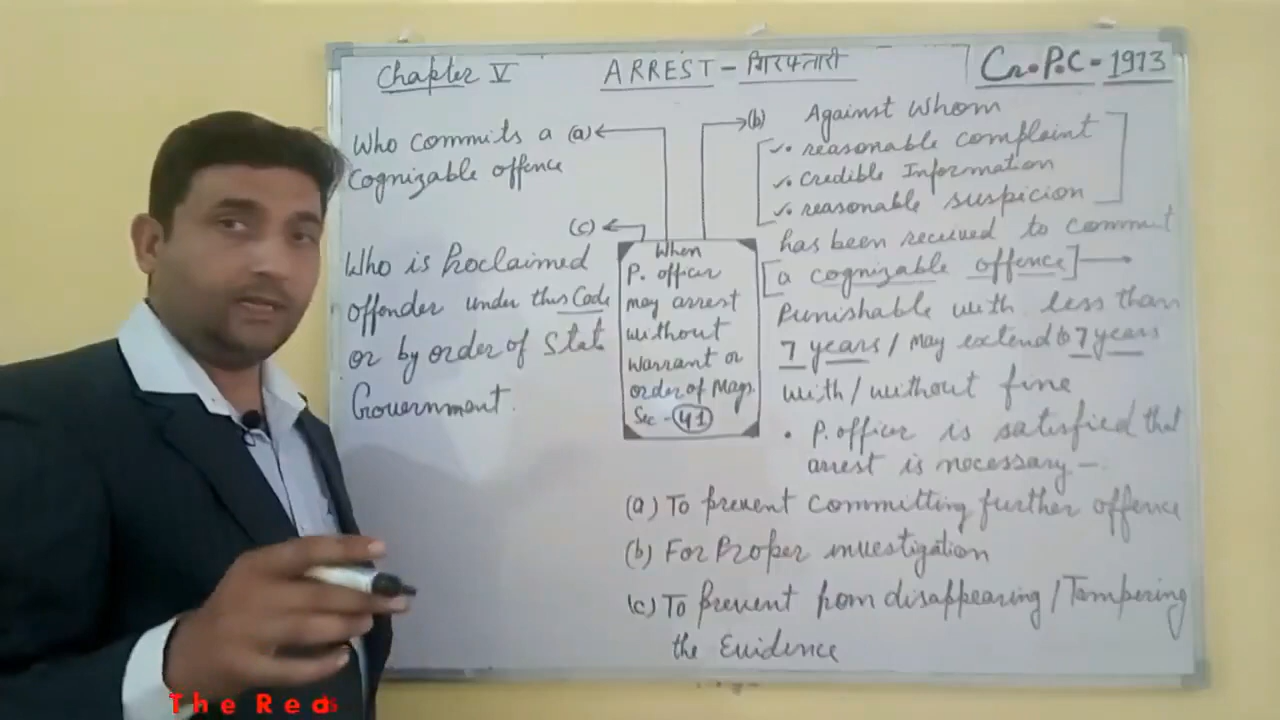 Chapter V
ARREST - गिरफ्तारी
Cr.P.C - 1973
Who commits a (a)
Cognizable offence
(b) Against whom
reasonable complaint
Credible Information
reasonable suspicion
has been received to commit
[a cognizable offence]
Punishable with less than
7 years / May extend to 7 years
with / without fine
• P. officer is satisfied that
arrest is necessary -
(c)
Who is Proclaimed
offender under this Code
or by order of State
Government.
When
P. officer
may arrest
without
Warrant or
order of Mag.
Sec - 41
(a) To prevent Committing further offence
(b) For Proper investigation
(c) To Prevent from disappearing / Tampering
the Evidence
The Reds